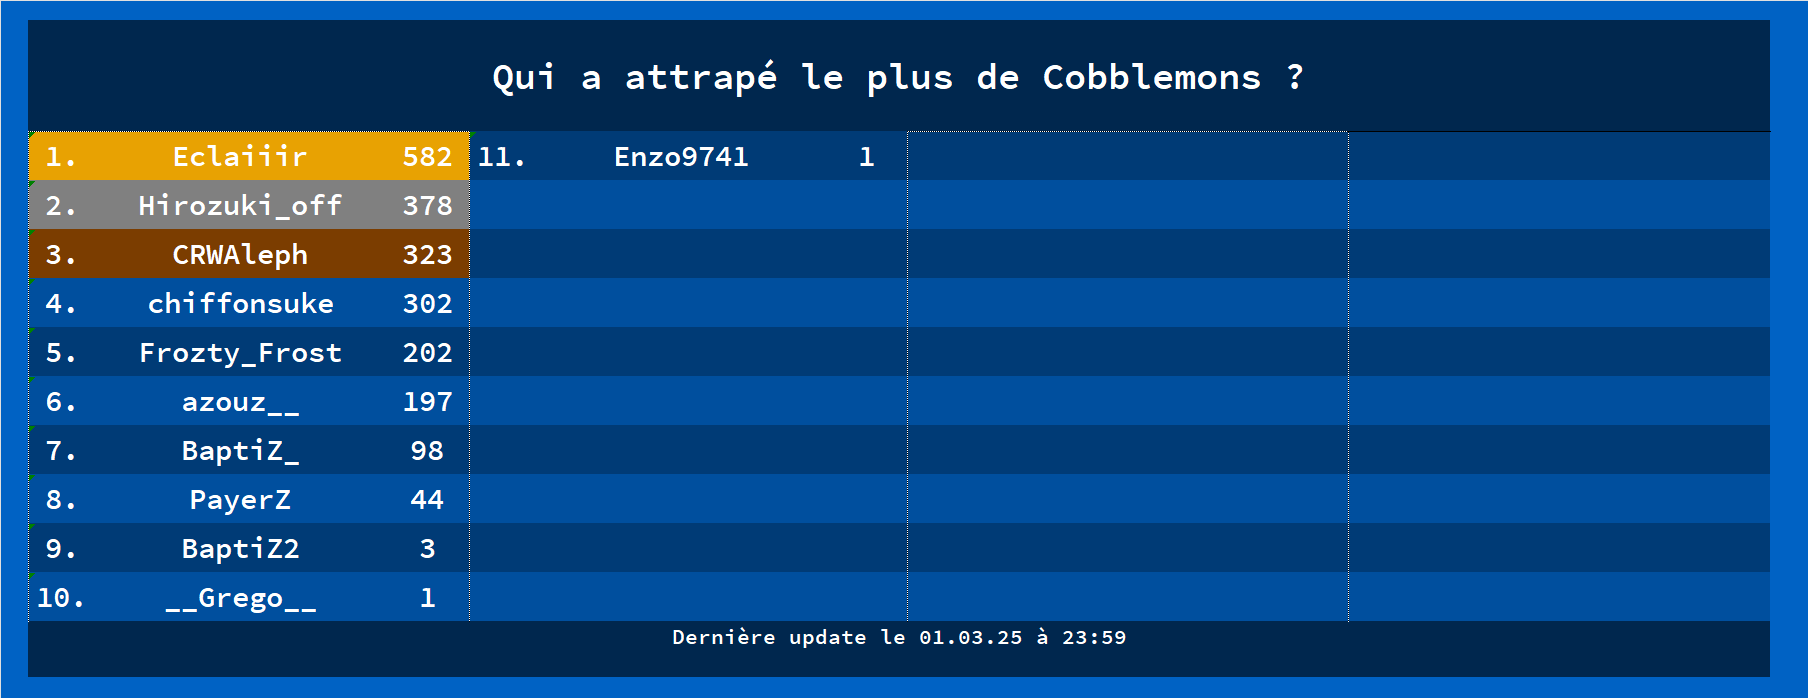 Qui a attrapé le plus de Cobblemons ?
1. Eclaiiir 582
2. Hirozuki_off 378
3. CRWAleph 323
4. chiffonsuke 302
5. Frozty_Frost 202
6. azouz__ 197
7. BaptiZ_ 98
8. PayerZ 44
9. BaptiZ2 3
10. __Grego__ 1
11. Enzo9741 1
Dernière update le 01.03.25 à 23:59